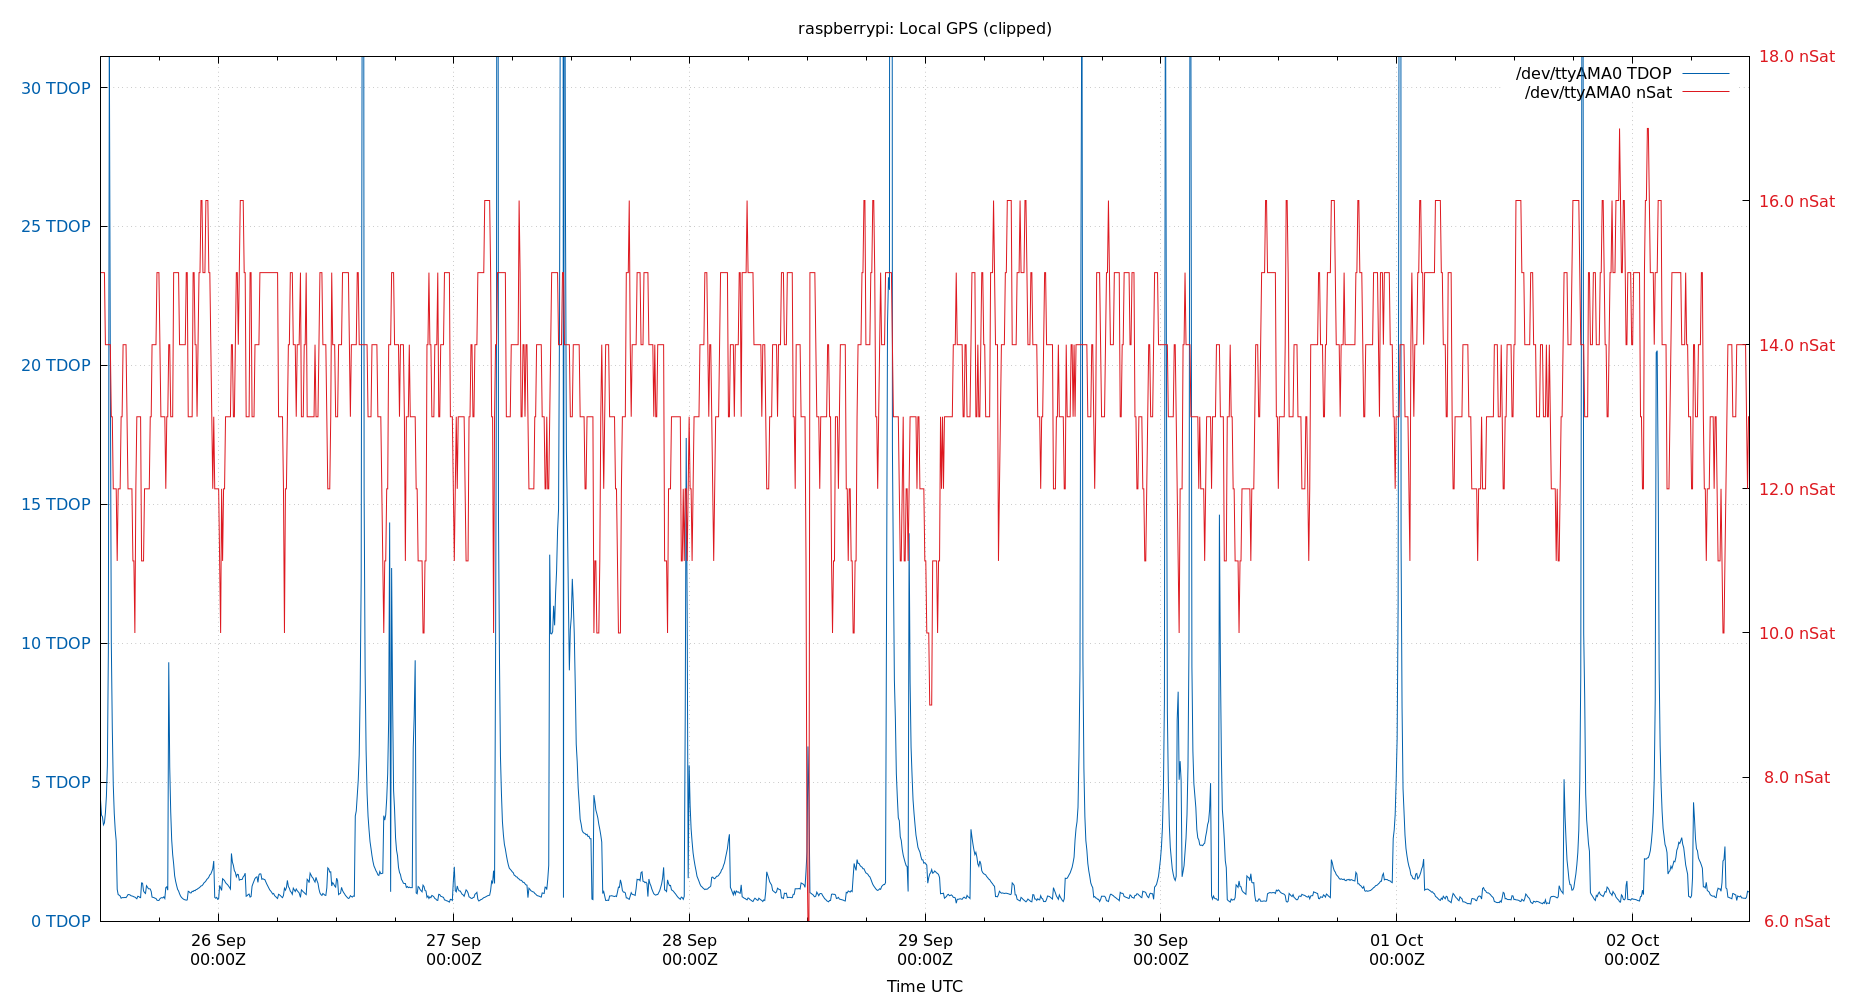 raspberrypi: Local GPS (clipped)
30 TDOP
25 TDOP
20 TDOP
15 TDOP
10 TDOP
5 TDOP
0 TDOP
18.0 nSat
16.0 nSat
14.0 nSat
12.0 nSat
10.0 nSat
8.0 nSat
6.0 nSat
/dev/ttyAMA0 TDOP
/dev/ttyAMA0 nSat
26 Sep
00:00Z
27 Sep
00:00Z
28 Sep
00:00Z
29 Sep
00:00Z
30 Sep
00:00Z
01 Oct
00:00Z
02 Oct
00:00Z
Time UTC